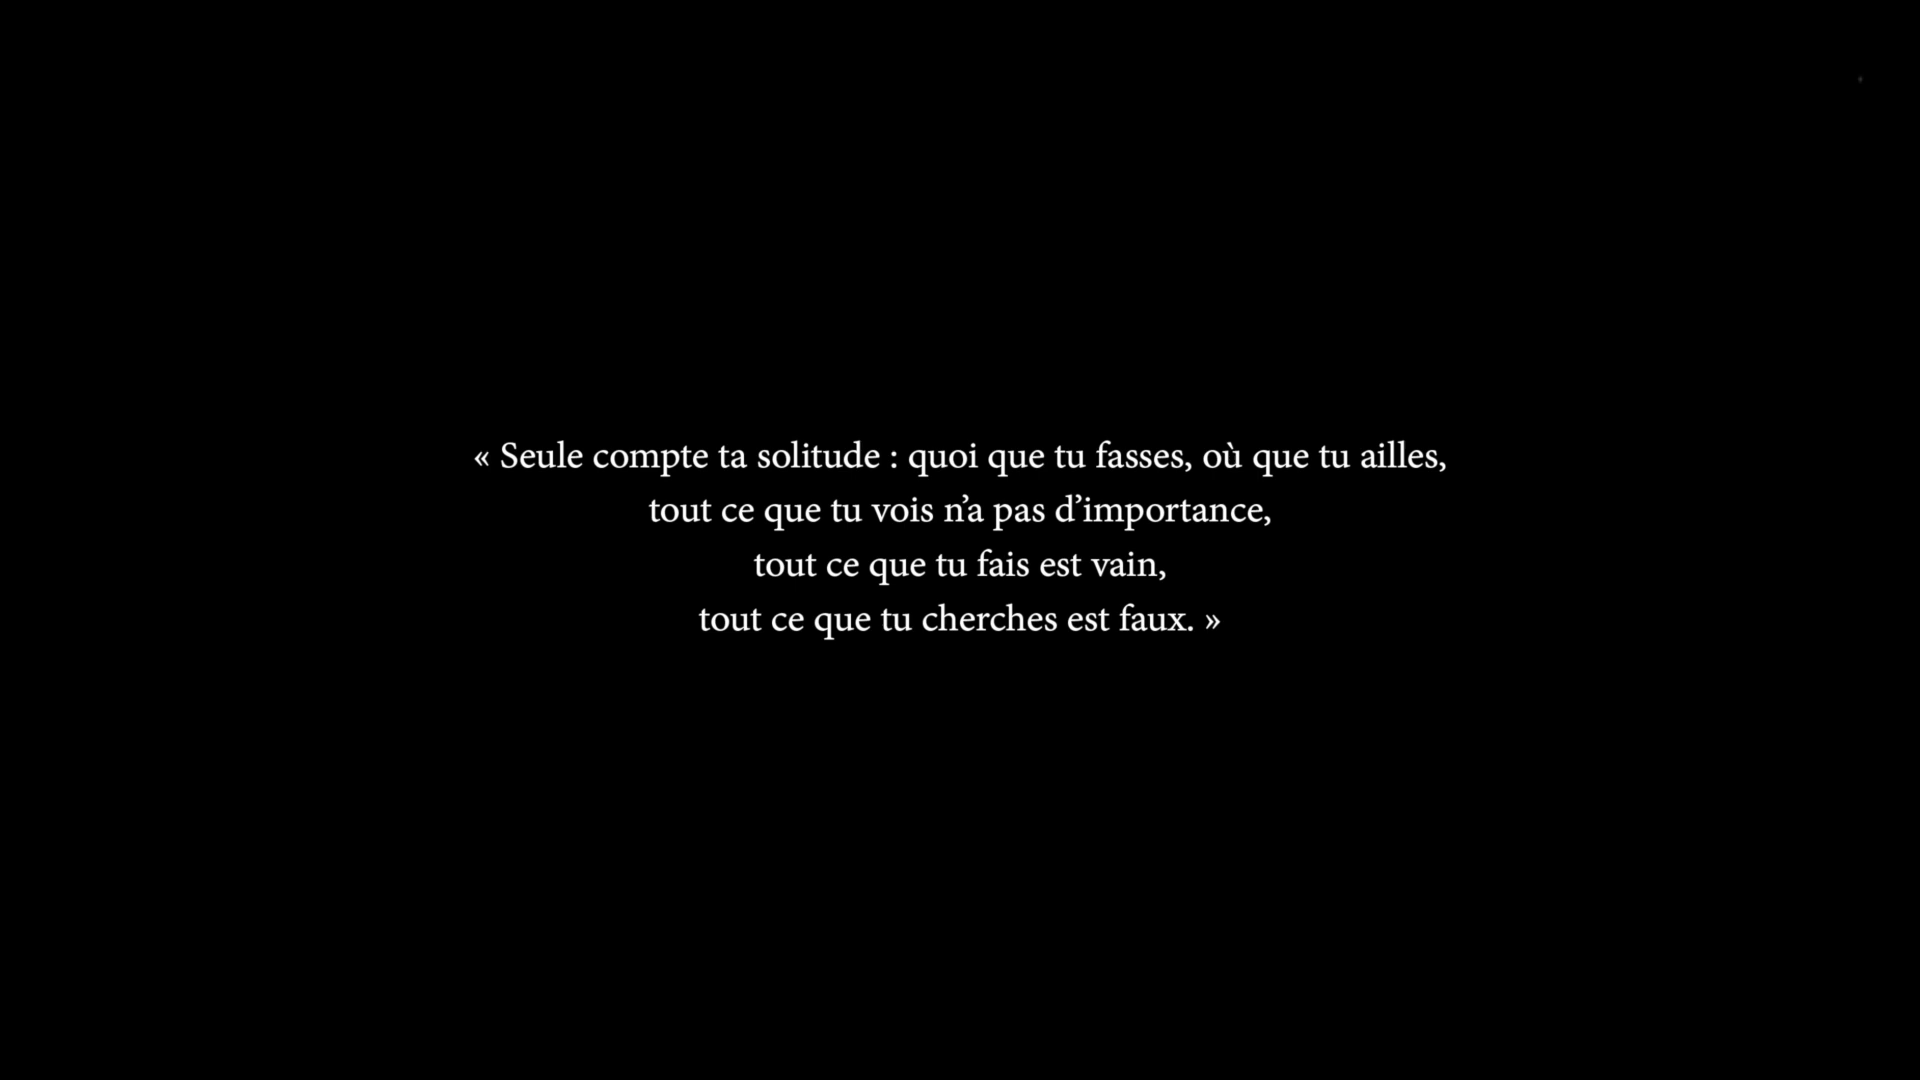 « Seule compte ta solitude : quoi que tu fasses, où que tu ailles,
tout ce que tu vois n’a pas d’importance,
tout ce que tu fais est vain,
tout ce que tu cherches est faux. »